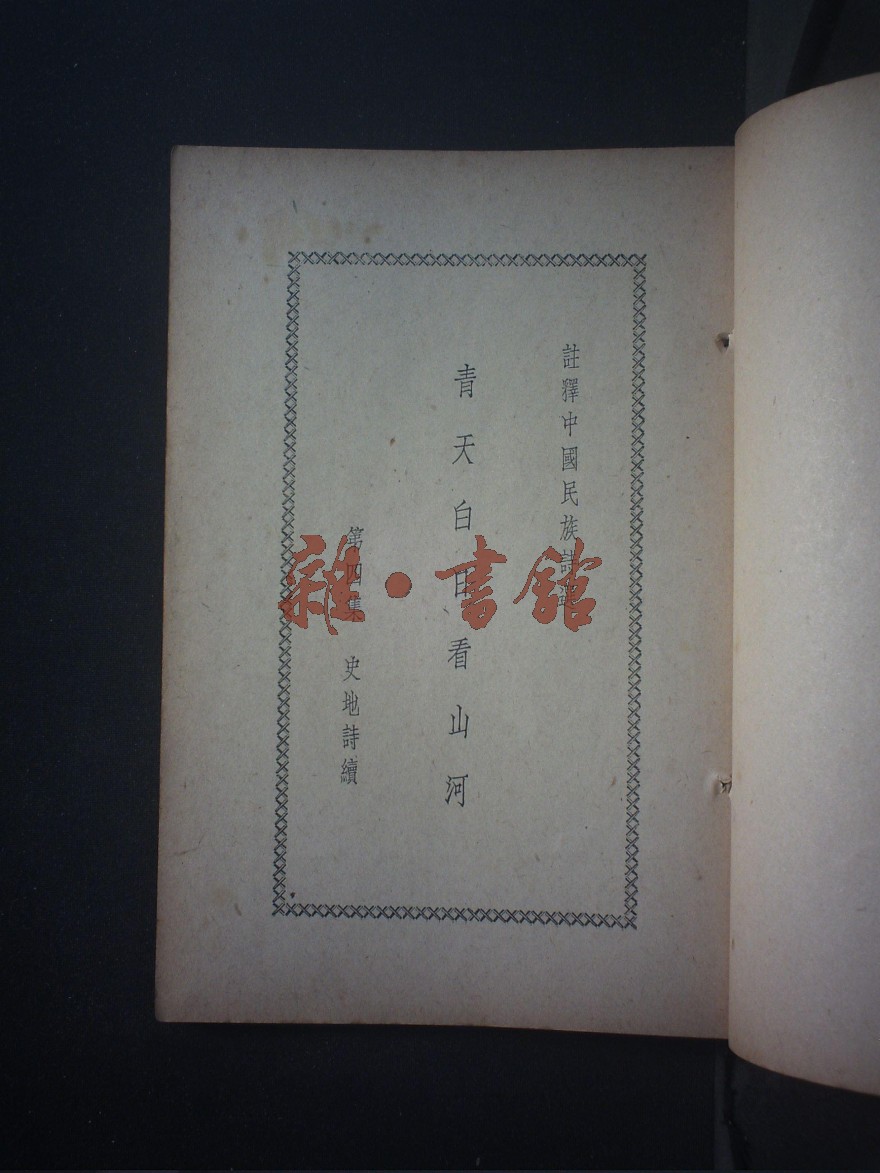 註釋中國民族詩選
青天白日看山河
第四集 史地詩續
雜·書館